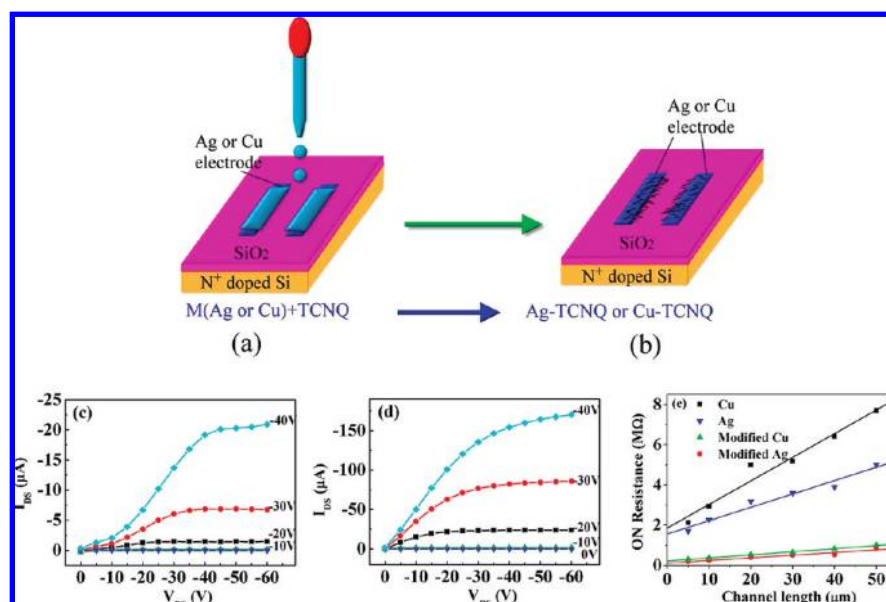 Ag or Cu
electrode
SiO2
N+ doped Si
M(Ag or Cu)+TCNQ
(a)
Ag or Cu
electrode
SiO2
N+ doped Si
Ag-TCNQ or Cu-TCNQ
(b)
(c)
-25
-20
-15
-10
-5
0
IDS (μA)
-40V
-30V
-20V
-10V
0 -10 -20 -30 -40 -50 -60
(V)
(d)
-150
-100
-50
0
IDS (μA)
-40V
-30V
-20V
-10V
0V
0 -10 -20 -30 -40 -50 -60
(V)
(e)
Cu
Ag
Modified Cu
Modified Ag
8
6
4
2
0
ON Resistance (MΩ)
0 10 20 30 40 50
Channel length (μm)